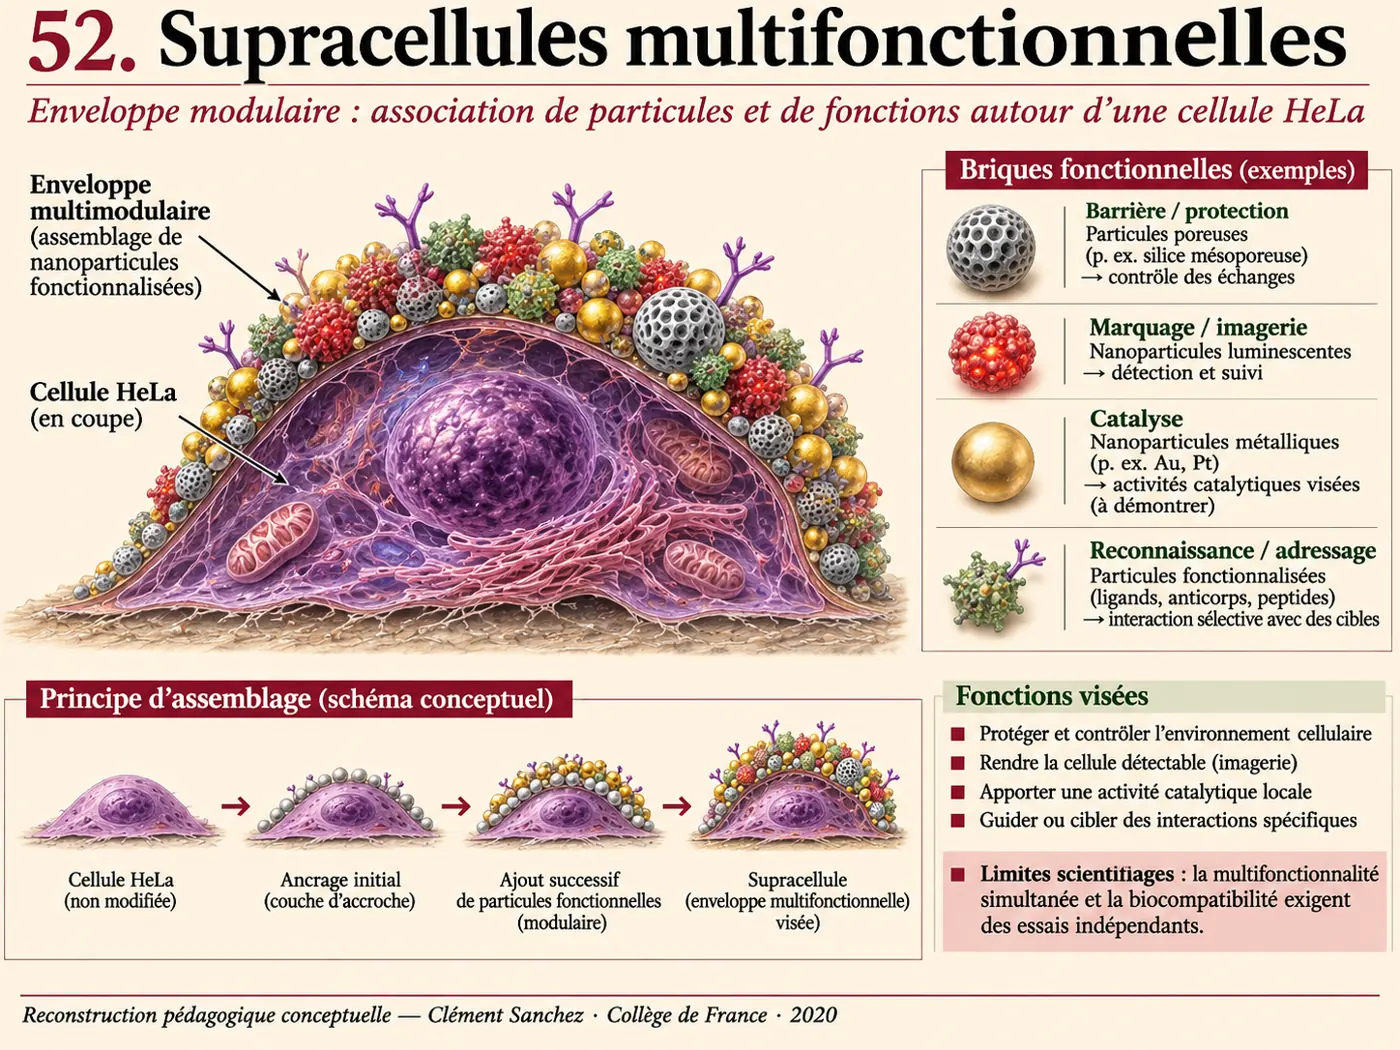 52. Supracellules multifonctionnelles
Enveloppe modulaire : association de particules et de fonctions autour d’une cellule HeLa
Enveloppe
multimodulaire
(assemblage de
nanoparticules
fonctionnalisées)
Cellule HeLa
(en coupe)
Briques fonctionnelles (exemples)
Barrière / protection
Particules poreuses
(p. ex. silice mésoporeuse)
→ contrôle des échanges
Marquage / imagerie
Nanoparticules luminescentes
→ détection et suivi
Catalyse
Nanoparticules métalliques
(p. ex. Au, Pt)
→ activités catalytiques visées
(à démontrer)
Reconnaissance / adressage
Particules fonctionnalisées
(ligands, anticorps, peptides)
→ interaction sélective avec des cibles
Principe d’assemblage (schéma conceptuel)
Cellule HeLa
(non modifiée)
Ancrage initial
(couche d’accroche)
Ajout successif
de particules fonctionnelles
(modulaire)
Supracellule
(enveloppe multifonctionnelle)
visée)
Fonctions visées
■ Protéger et contrôler l’environnement cellulaire
■ Rendre la cellule détectable (imagerie)
■ Apporter une activité catalytique locale
■ Guider ou cibler des interactions spécifiques
■ Limites scientifiages : la multifonctionnalité
simultanée et la biocompatibilité exigent
des essais indépendants.
Reconstruction pédagogique conceptuelle — Clément Sanchez · Collège de France · 2020